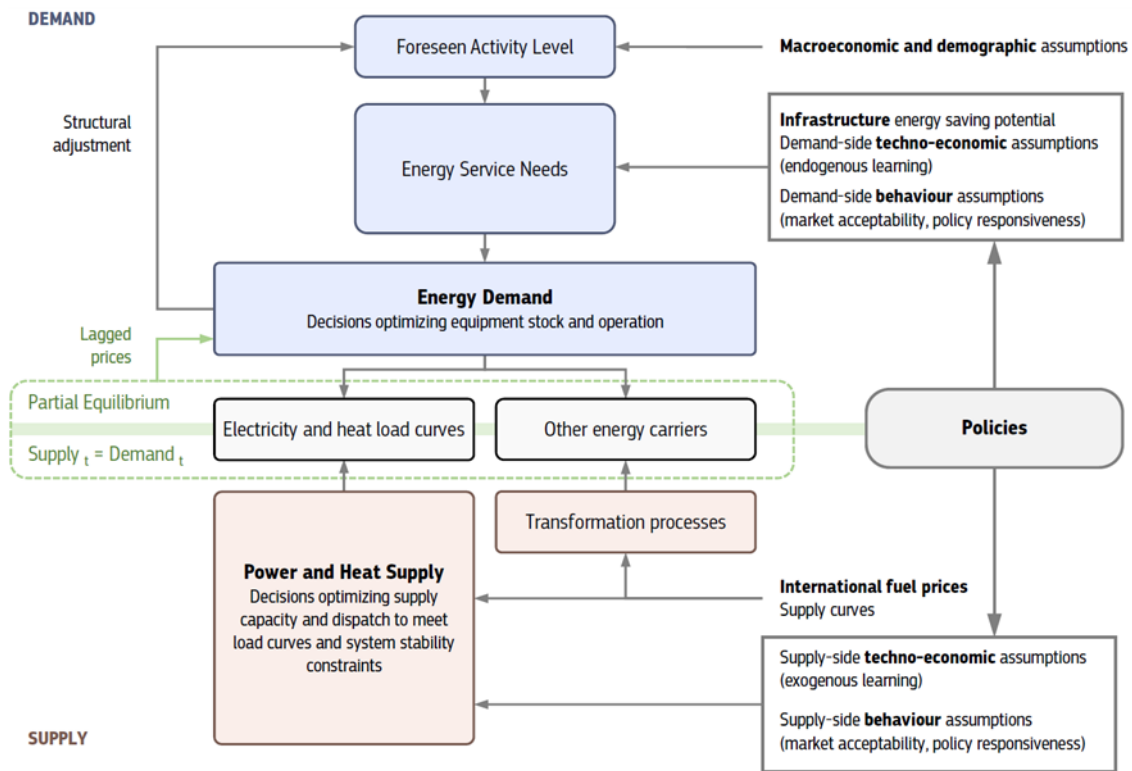 DEMAND
Foreseen Activity Level
Macroeconomic and demographic assumptions
Structural
adjustment
Energy Service Needs
Infrastructure energy saving potential
Demand-side techno-economic assumptions
(endogenous learning)
Demand-side behaviour assumptions
(market acceptability, policy responsiveness)
Energy Demand
Decisions optimizing equipment stock and operation
Lagged
prices
Partial Equilibrium
Supply t = Demand t
Electricity and heat load curves
Other energy carriers
Policies
Transformation processes
Power and Heat Supply
Decisions optimizing supply
capacity and dispatch to meet
load curves and system stability
constraints
International fuel prices
Supply curves
Supply-side techno-economic assumptions
(exogenous learning)
Supply-side behaviour assumptions
(market acceptability, policy responsiveness)
SUPPLY